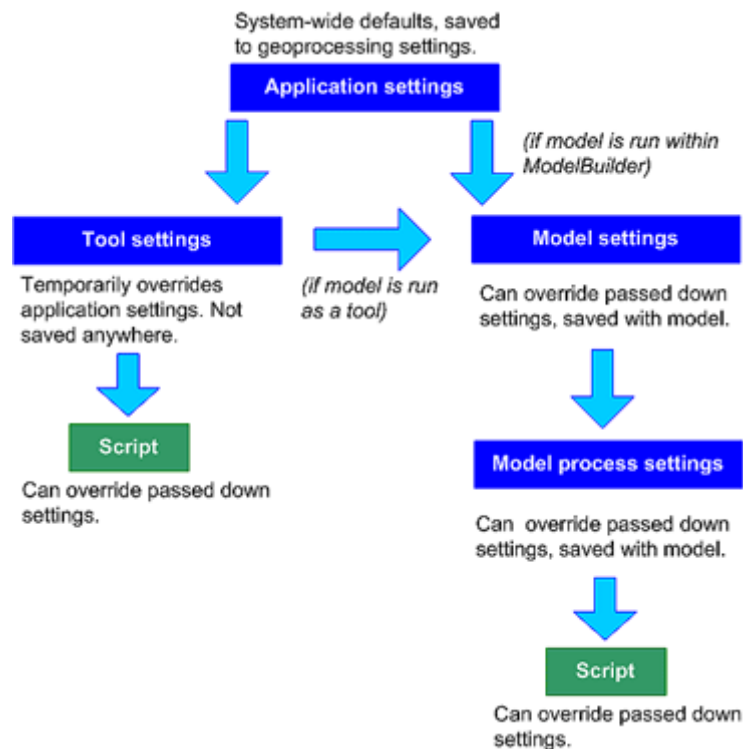 System-wide defaults, saved
to geoprocessing settings.
Application settings
(if model is run within
ModelBuilder)
Tool settings
Model settings
Temporarily overrides
application settings. Not
saved anywhere.
(if model is run
as a tool)
Can override passed down
settings, saved with model.
Script
Can override passed down
settings.
Model process settings
Can override passed down
settings, saved with model.
Script
Can override passed down
settings.